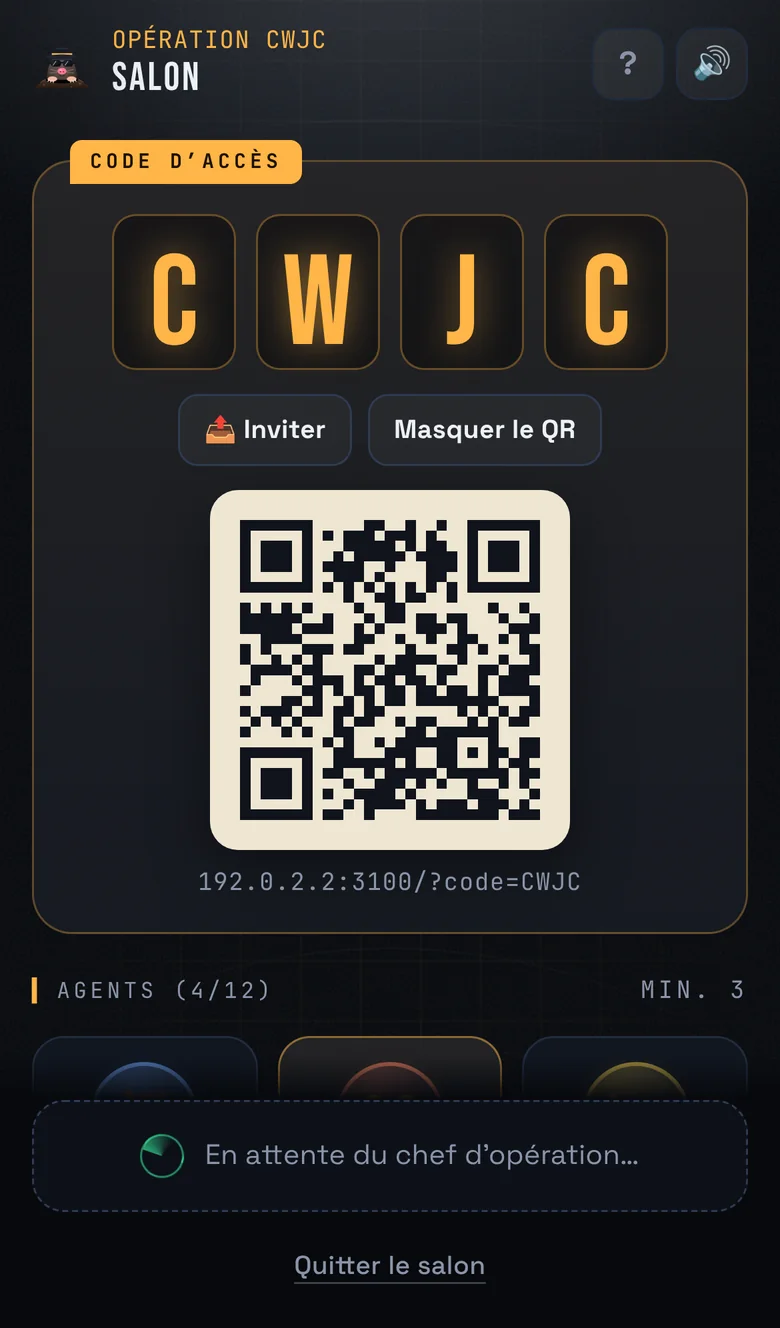 OPÉRATION CWJC
SALON
?
CODE D’ACCÈS
C W J C
Inviter
Masquer le QR
192.0.2.2:3100/?code=CWJC
AGENTS (4/12)
MIN. 3
En attente du chef d’opération…
Quitter le salon